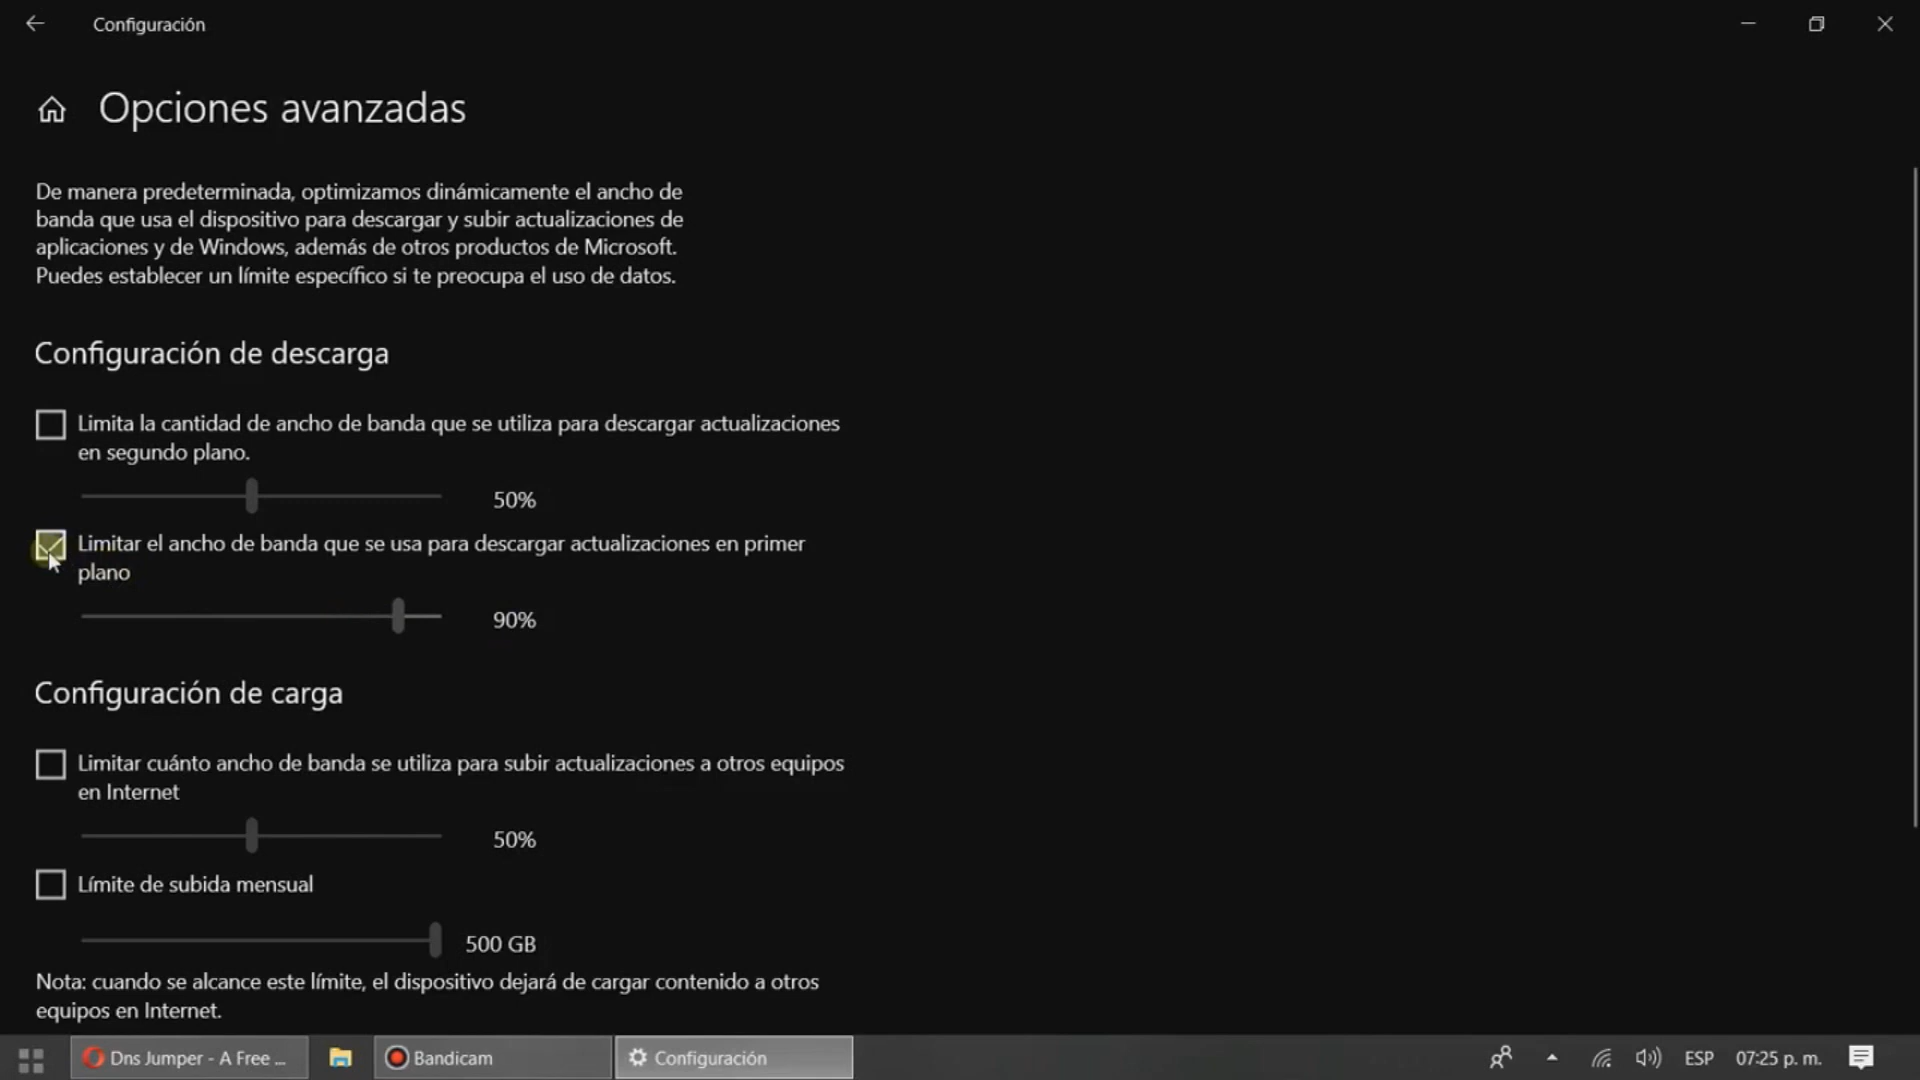 Configuración
Opciones avanzadas
De manera predeterminada, optimizamos dinámicamente el ancho de
banda que usa el dispositivo para descargar y subir actualizaciones de
aplicaciones y de Windows, además de otros productos de Microsoft.
Puedes establecer un límite específico si te preocupa el uso de datos.
Configuración de descarga
Limita la cantidad de ancho de banda que se utiliza para descargar actualizaciones
en segundo plano.
50%
Limitar el ancho de banda que se usa para descargar actualizaciones en primer
plano
90%
Configuración de carga
Limitar cuánto ancho de banda se utiliza para subir actualizaciones a otros equipos
en Internet
50%
Límite de subida mensual
500 GB
Nota: cuando se alcance este límite, el dispositivo dejará de cargar contenido a otros
equipos en Internet.
Dns Jumper - A Free ...
Bandicam
Configuración
ESP
07:25 p. m.